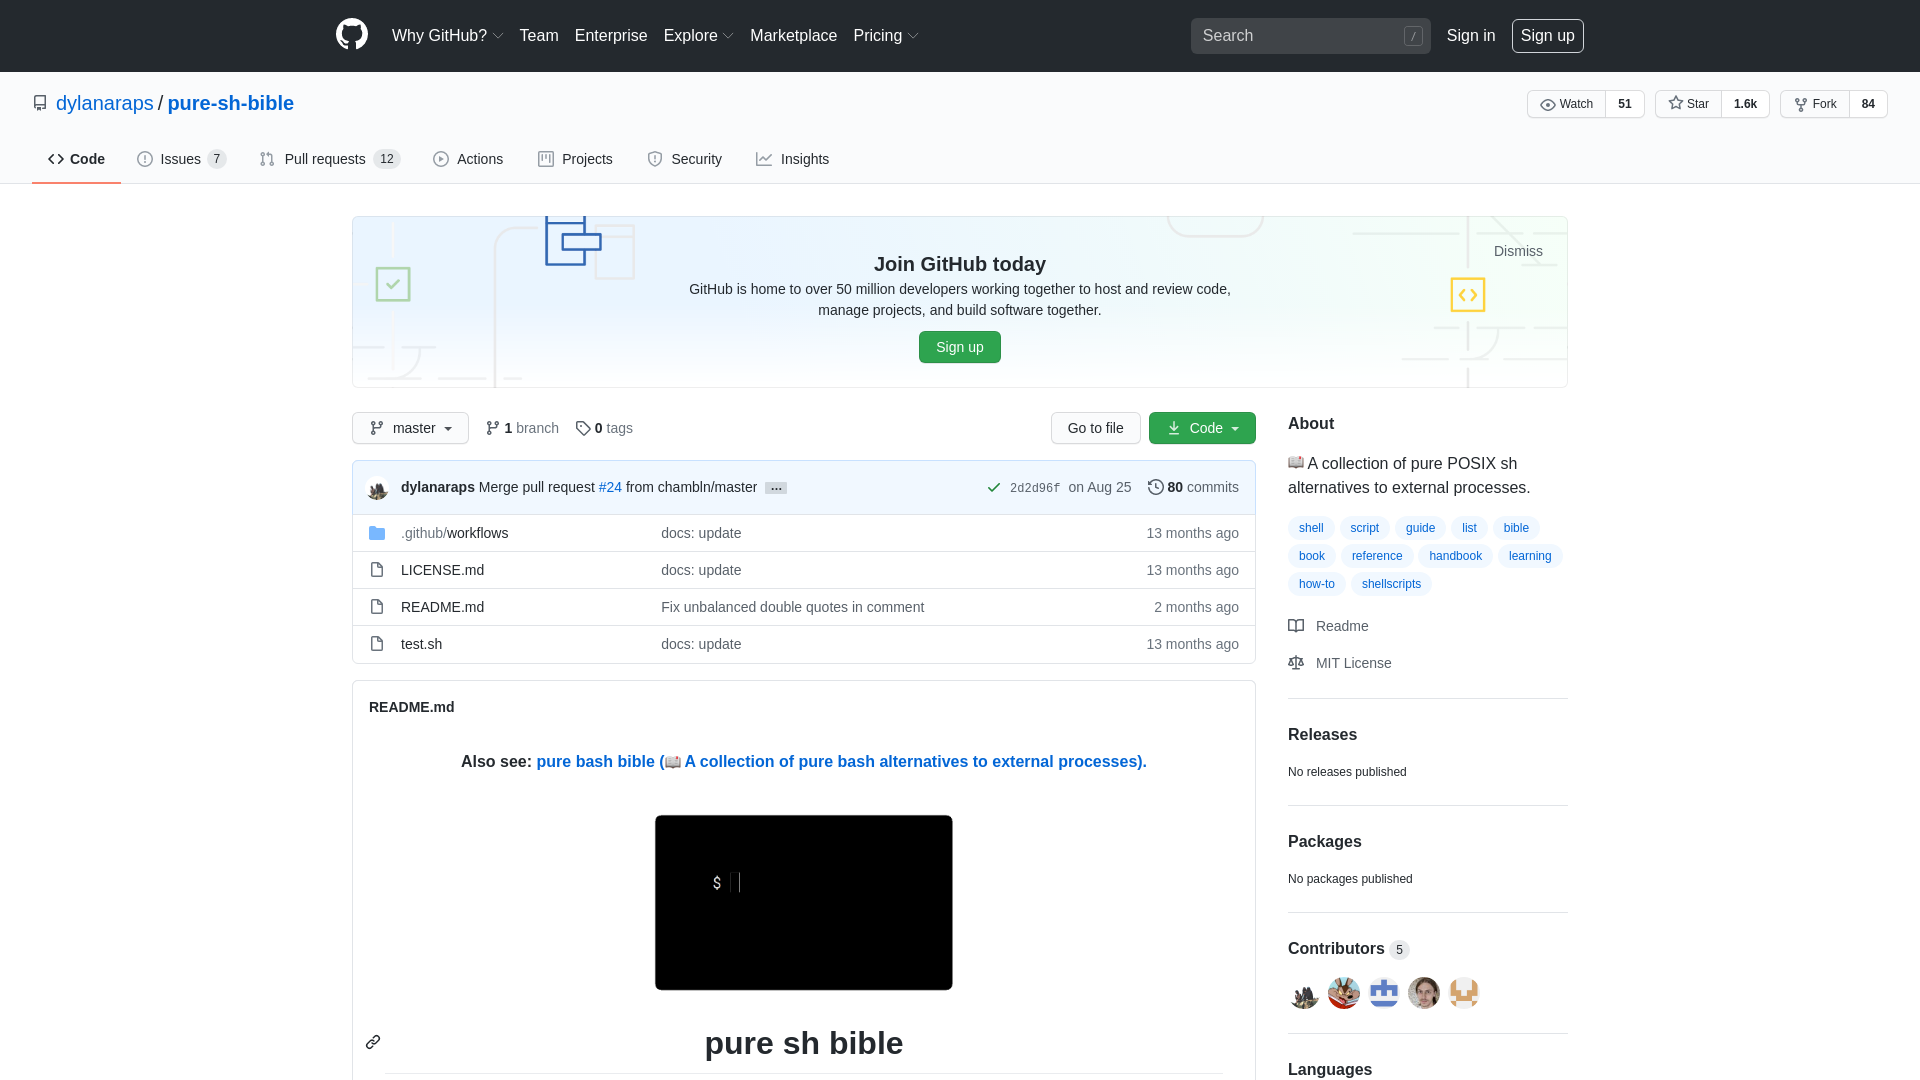 Why GitHub? Team Enterprise Explore Marketplace Pricing Search / Sign in Sign up
dylanaraps / pure-sh-bible
Watch 51 Star 1.6k Fork 84
Code Issues 7 Pull requests 12 Actions Projects Security Insights
Dismiss
Join GitHub today
GitHub is home to over 50 million developers working together to host and review code,
manage projects, and build software together.
Sign up
master 1 branch 0 tags Go to file Code
dylanaraps Merge pull request #24 from chambln/master … 2d2d96f on Aug 25 80 commits
.github/workflows docs: update 13 months ago
LICENSE.md docs: update 13 months ago
README.md Fix unbalanced double quotes in comment 2 months ago
test.sh docs: update 13 months ago
README.md
Also see: pure bash bible (📖 A collection of pure bash alternatives to external processes).
$
pure sh bible
About
📖 A collection of pure POSIX sh
alternatives to external processes.
shell script guide list bible
book reference handbook learning
how-to shellscripts
Readme
MIT License
Releases
No releases published
Packages
No packages published
Contributors 5
Languages